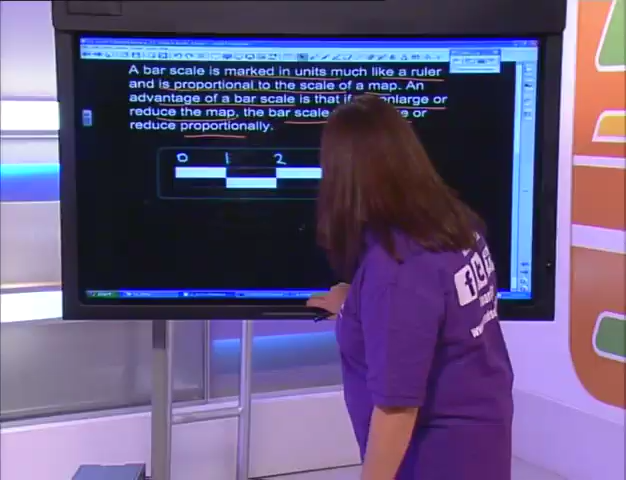 A bar scale is marked in units much like a ruler
and is proportional to the scale of a map. An
advantage of a bar scale is that if enlarge or
reduce the map, the bar scale or
reduce proportionally.
0 1 2